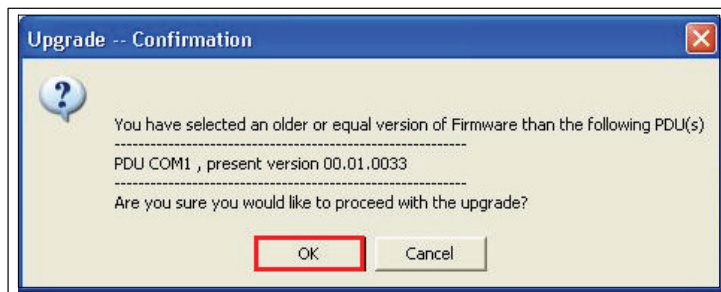 Upgrade -- Confirmation
You have selected an older or equal version of Firmware than the following PDU(s)
----------------------------------------------------------
PDU COM1 , present version 00.01.0033
----------------------------------------------------------
Are you sure you would like to proceed with the upgrade?
OK Cancel